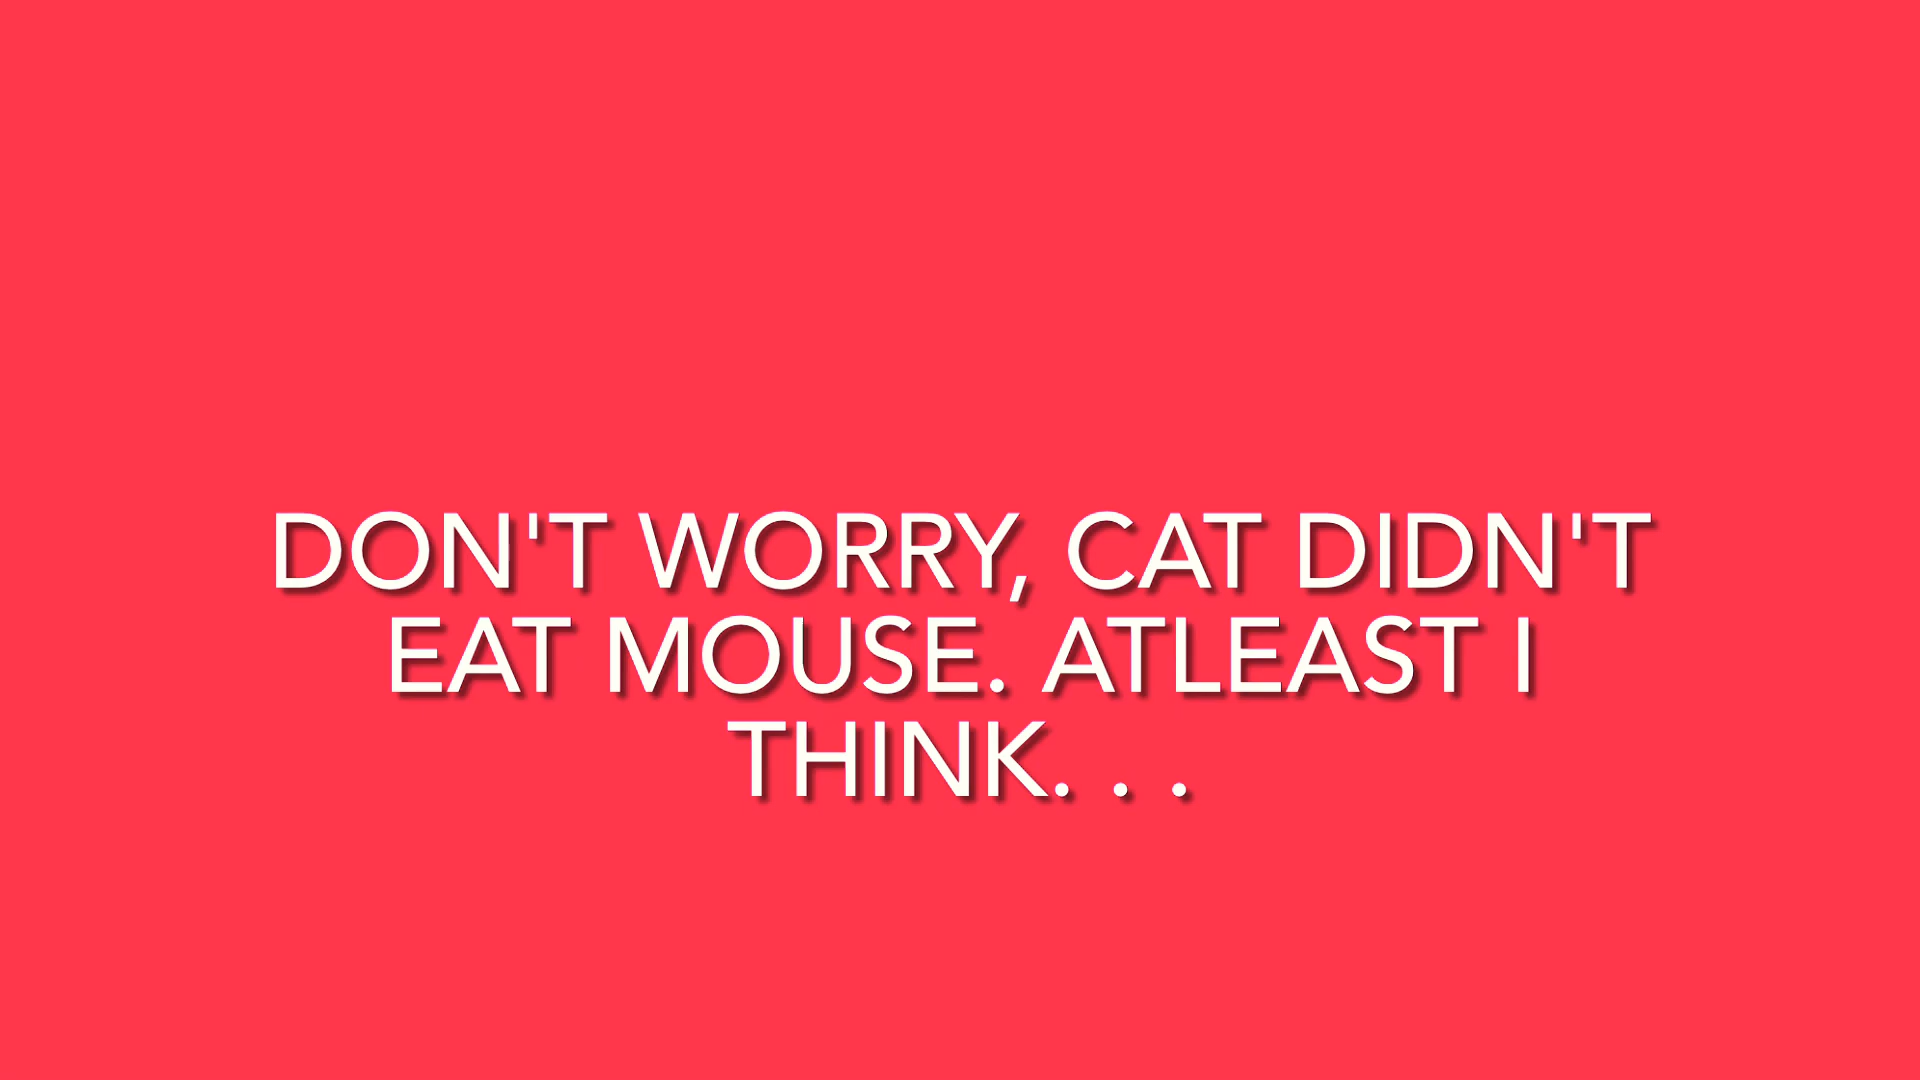 DON'T WORRY, CAT DIDN'T
EAT MOUSE. ATLEAST I
THINK. . .